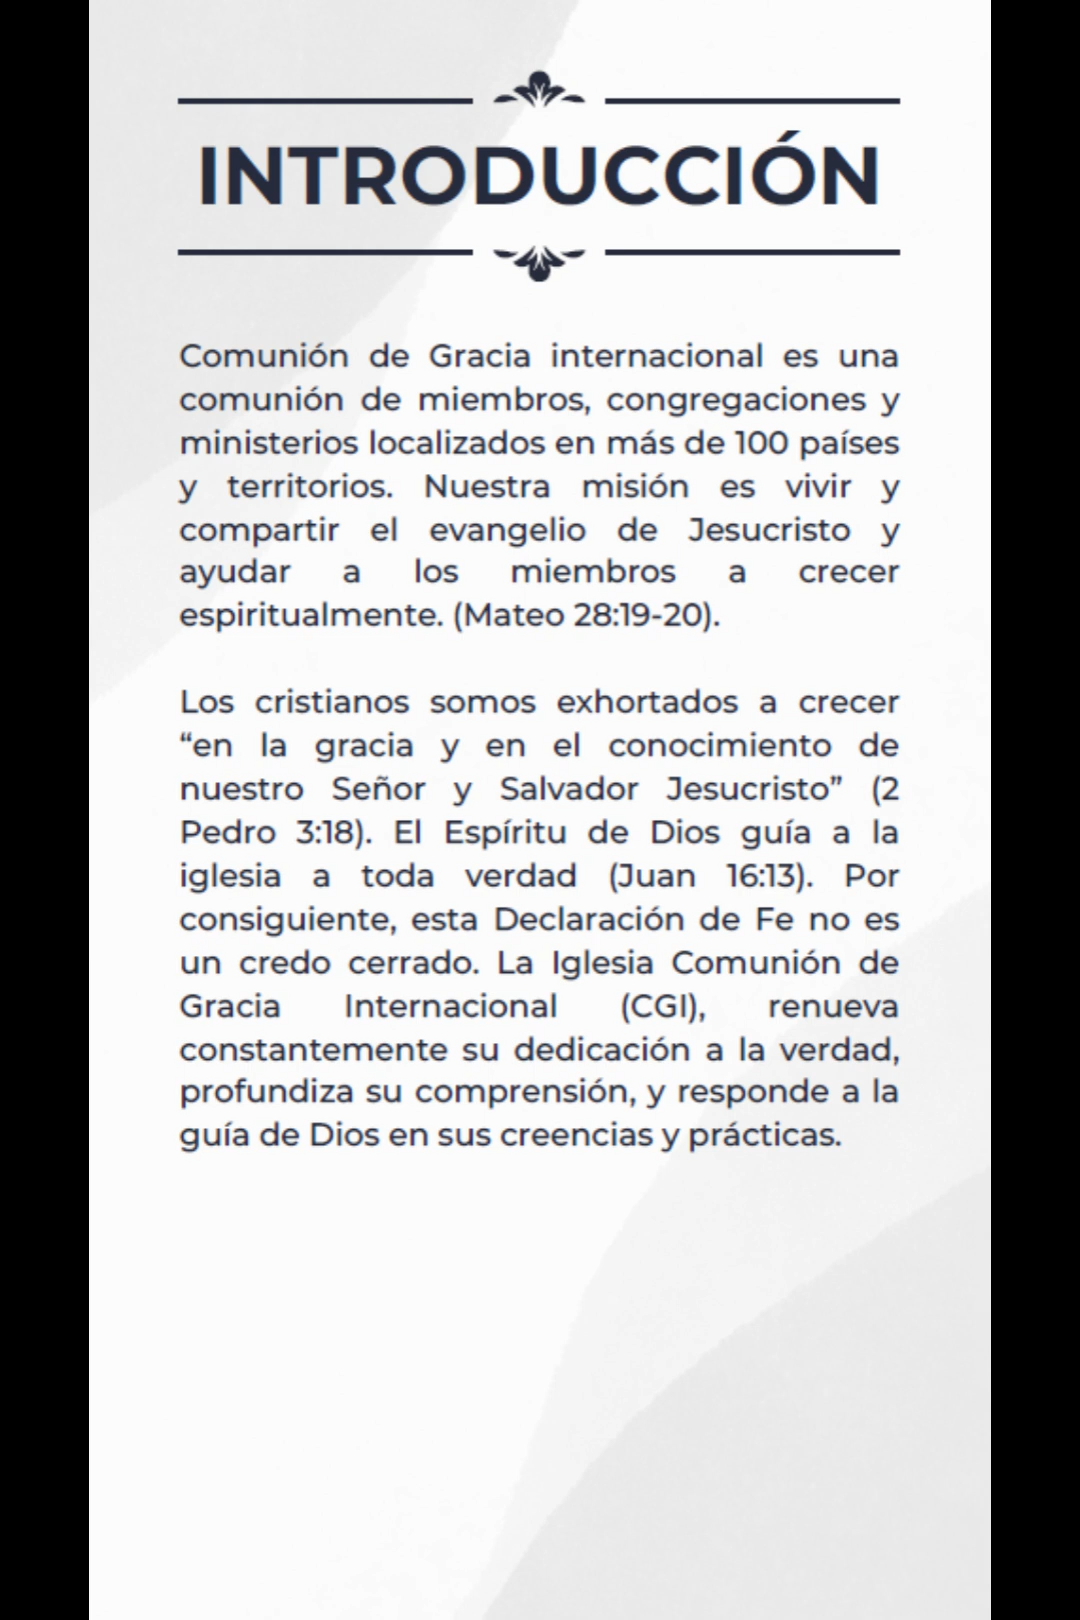 INTRODUCCIÓN
Comunión de Gracia internacional es una
comunión de miembros, congregaciones y
ministerios localizados en más de 100 países
y territorios. Nuestra misión es vivir y
compartir el evangelio de Jesucristo y
ayudar a los miembros a crecer
espiritualmente. (Mateo 28:19-20).
Los cristianos somos exhortados a crecer
“en la gracia y en el conocimiento de
nuestro Señor y Salvador Jesucristo” (2
Pedro 3:18). El Espíritu de Dios guía a la
iglesia a toda verdad (Juan 16:13). Por
consiguiente, esta Declaración de Fe no es
un credo cerrado. La Iglesia Comunión de
Gracia Internacional (CGI), renueva
constantemente su dedicación a la verdad,
profundiza su comprensión, y responde a la
guía de Dios en sus creencias y prácticas.